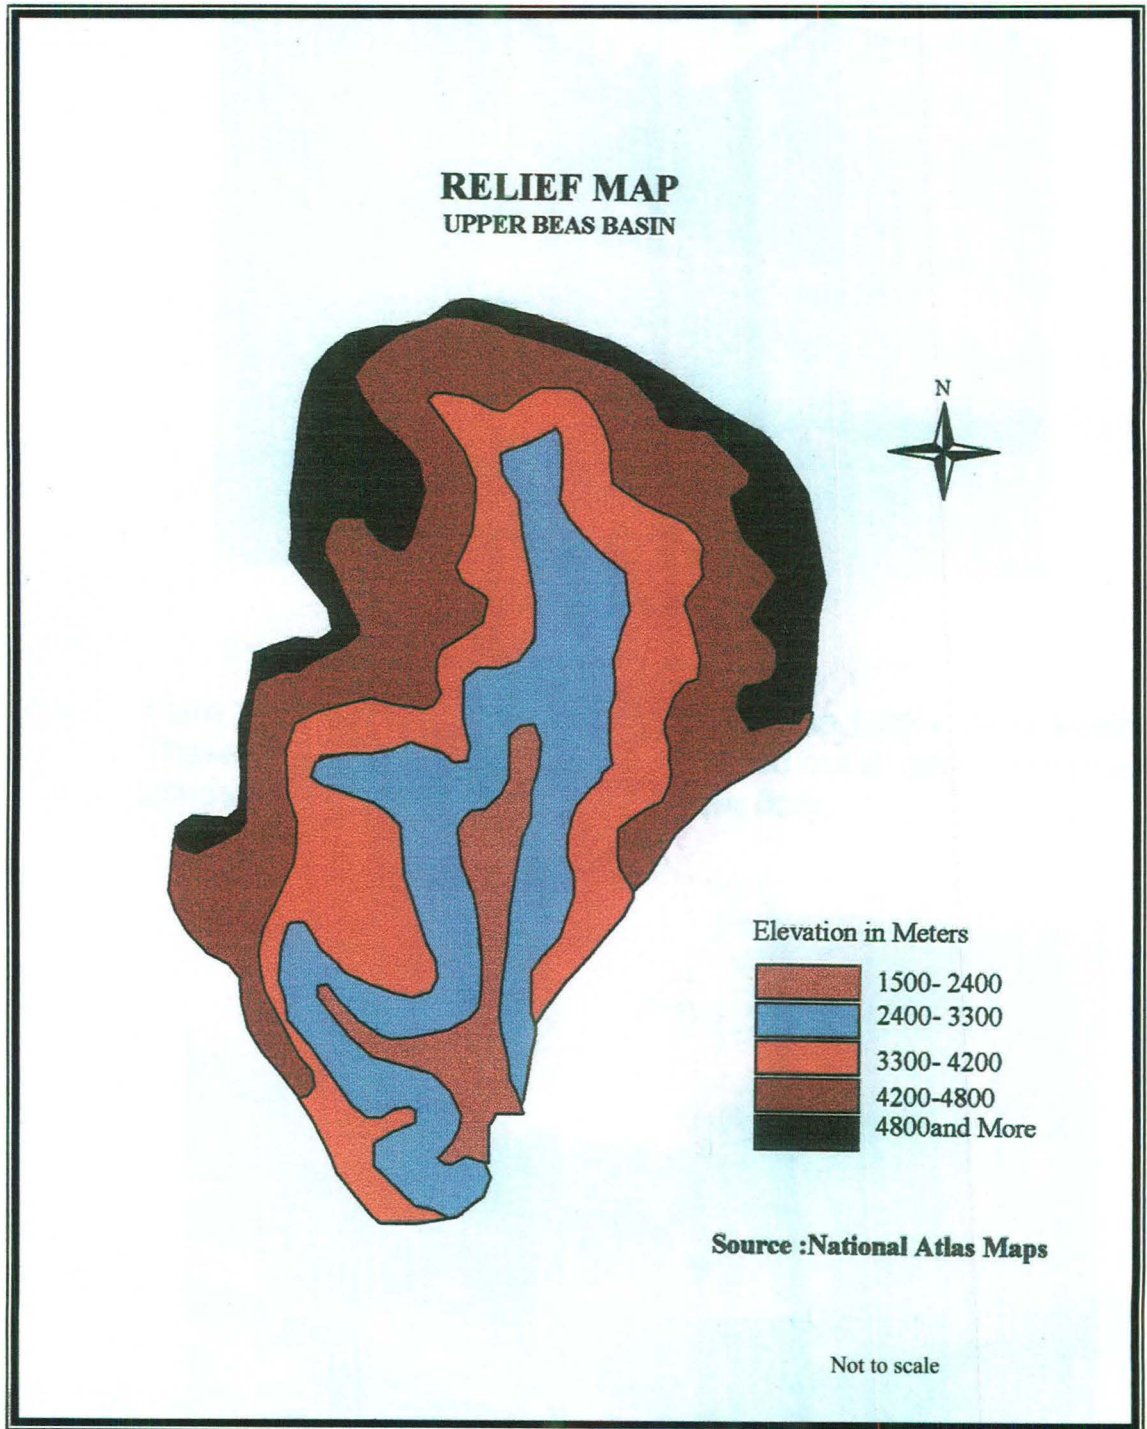 RELIEF MAP
UPPER BEAS BASIN
N
Elevation in Meters
1500- 2400
2400- 3300
3300- 4200
4200-4800
4800and More
Source :National Atlas Maps
Not to scale